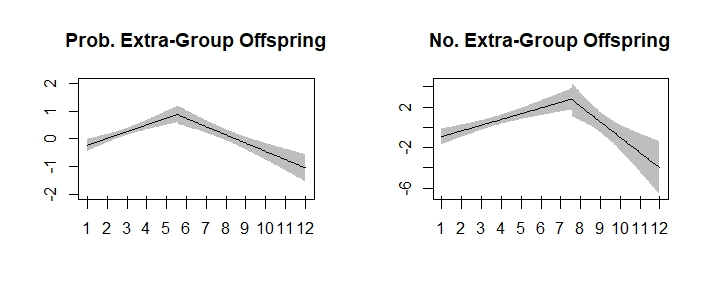 Prob. Extra-Group Offspring
2
1
0
-1
-2
1 2 3 4 5 6 7 8 9 10 11 12
No. Extra-Group Offspring
2
-2
-6
1 2 3 4 5 6 7 8 9 10 11 12